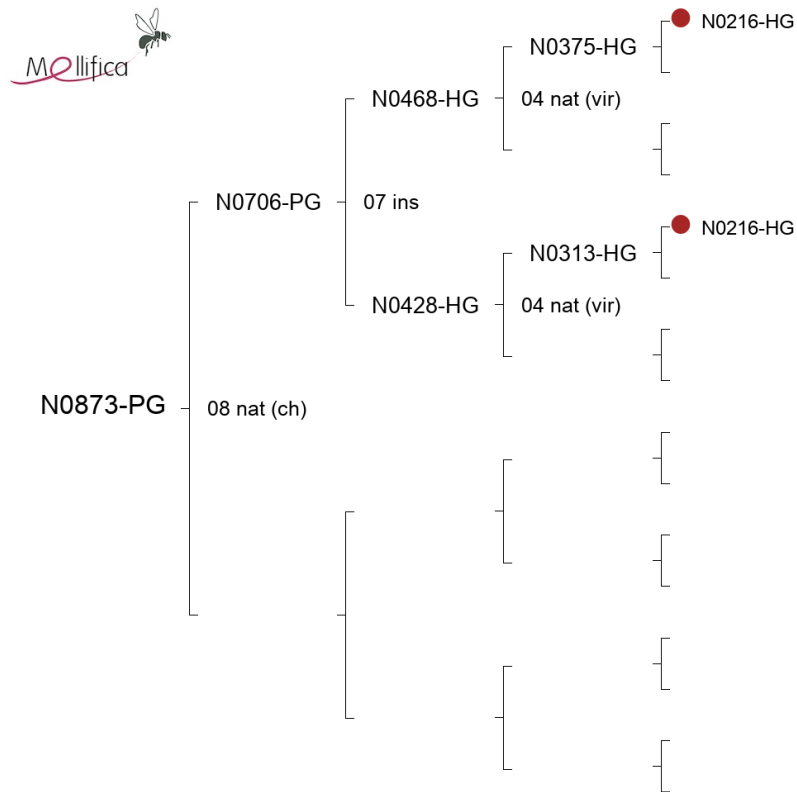 Mellifica
N0216-HG
N0375-HG
N0468-HG
04 nat (vir)
N0706-PG
07 ins
N0216-HG
N0313-HG
N0428-HG
04 nat (vir)
N0873-PG
08 nat (ch)